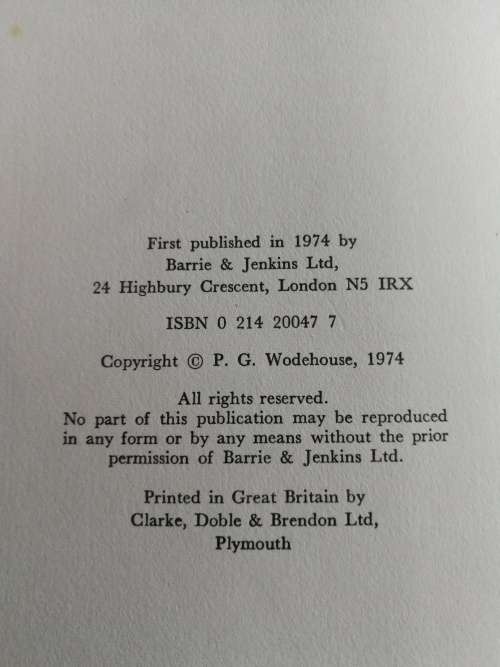 First published in 1974 by
Barrie & Jenkins Ltd,
24 Highbury Crescent, London N5 IRX
ISBN 0 214 20047 7
Copyright © P. G. Wodehouse, 1974
All rights reserved.
No part of this publication may be reproduced
in any form or by any means without the prior
permission of Barrie & Jenkins Ltd.
Printed in Great Britain by
Clarke, Doble & Brendon Ltd,
Plymouth